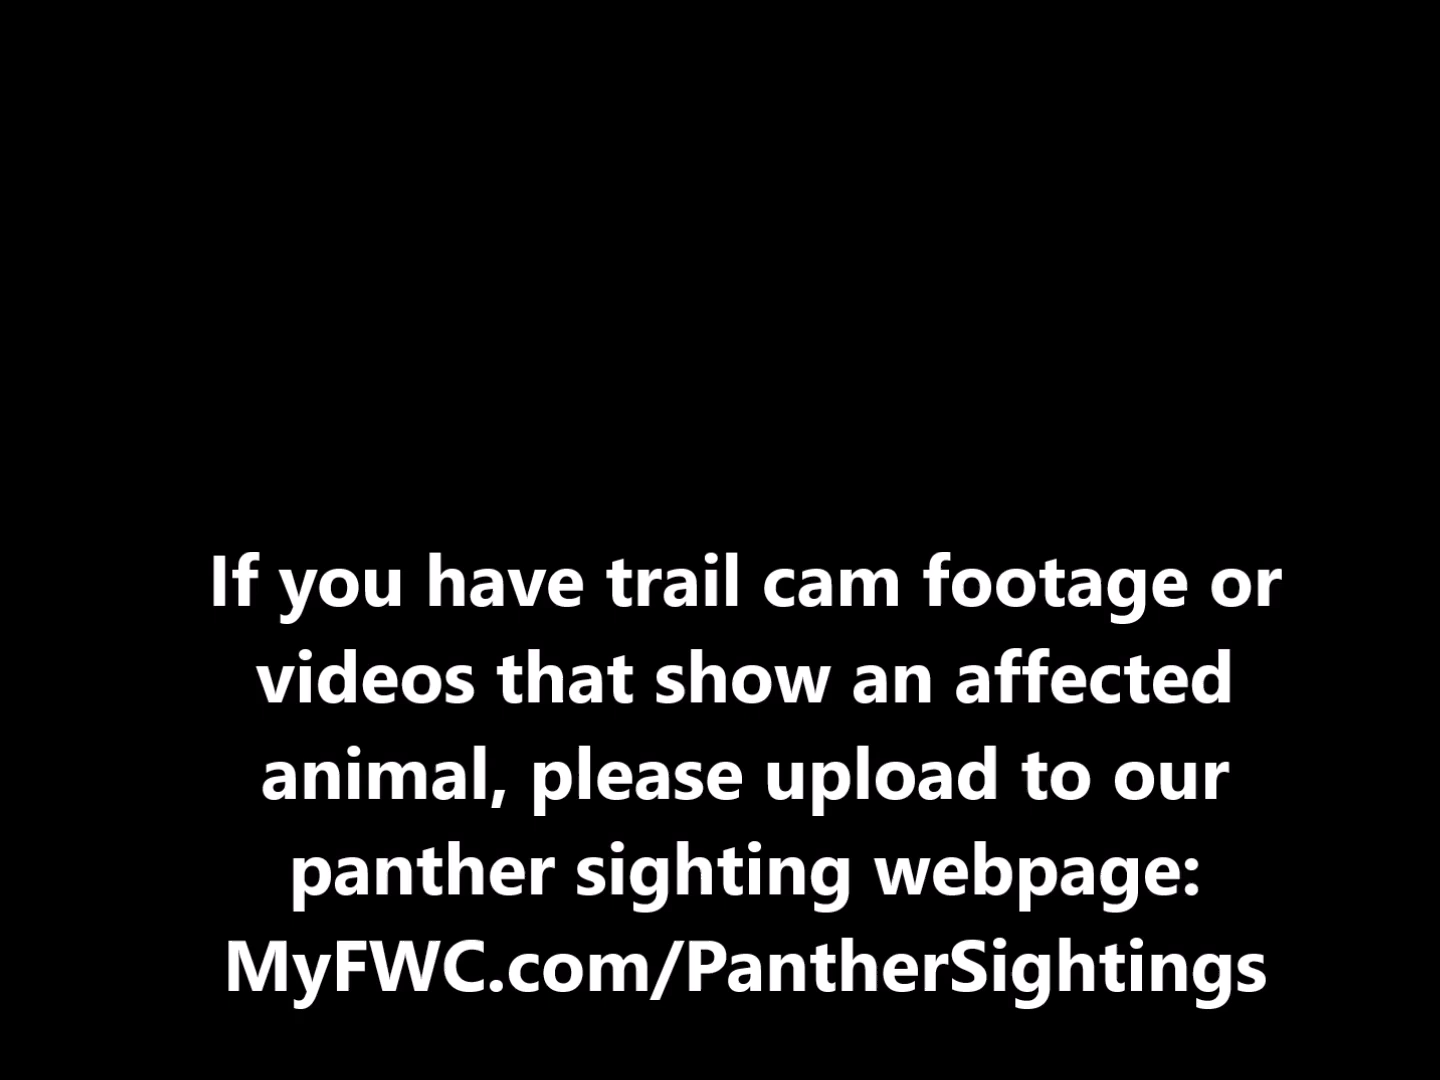 If you have trail cam footage or
videos that show an affected
animal, please upload to our
panther sighting webpage:
MyFWC.com/PantherSightings